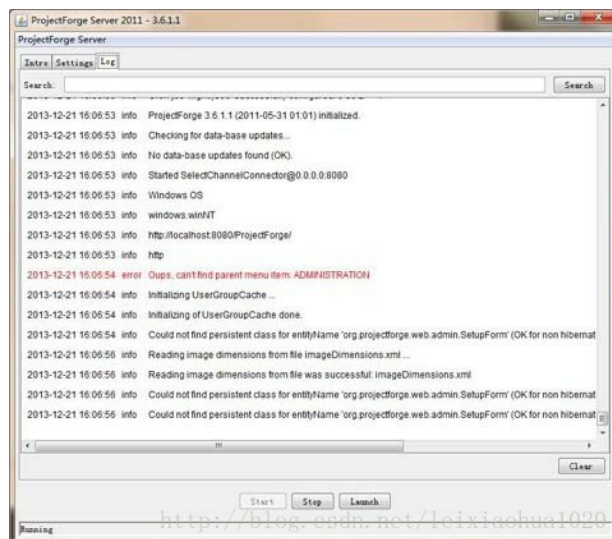 ProjectForge Server 2011 - 3.6.1.1
ProjectForge Server
Intro Settings Log
Search: Search
2013-12-21 16:06:53 info ProjectForge 3.6.1.1 (2011-05-31 01:01) initialized.
2013-12-21 16:06:53 info Checking for data-base updates...
2013-12-21 16:06:53 info No data-base updates found (OK).
2013-12-21 16:06:53 info Started SelectChannelConnector@0.0.0.0:8080
2013-12-21 16:06:53 info Windows OS
2013-12-21 16:06:53 info windows.winNT
2013-12-21 16:06:53 info http://localhost:8080/ProjectForge/
2013-12-21 16:06:53 info http
2013-12-21 16:06:54 error Oups, can't find parent menu item: ADMINISTRATION
2013-12-21 16:06:54 info Initializing UserGroupCache ...
2013-12-21 16:06:54 info Initializing of UserGroupCache done.
2013-12-21 16:06:54 info Could not find persistent class for entityName 'org.projectforge.web.admin.SetupForm' (OK for non hibernat
2013-12-21 16:06:56 info Reading image dimensions from file imageDimensions.xml ...
2013-12-21 16:06:56 info Reading image dimensions from file was successful: imageDimensions.xml
2013-12-21 16:06:56 info Could not find persistent class for entityName 'org.projectforge.web.admin.SetupForm' (OK for non hibernat
2013-12-21 16:06:56 info Could not find persistent class for entityName 'org.projectforge.web.admin.SetupForm' (OK for non hibernat
Clear
Start Stop Launch
http://blog.csdn.net/leixiaohua1020
Running